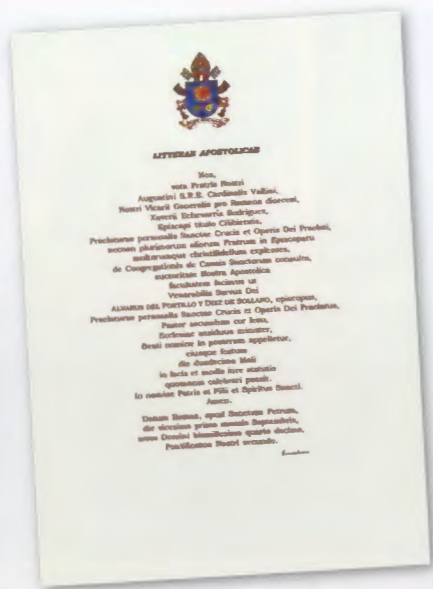 LITTERAE APOSTOLICAE
Nos,
vota Fratris Nostri
Augustini S.R.E. Cardinalis Vallini,
Nostri Vicarii Generalis pro Romana dioecesi,
Xaverii Echevarría Rodríguez,
Episcopi titulo Cilibiensis,
Praelaturae personalis Sanctae Crucis et Operis Dei Praelati,
necnon plurimorum aliorum Fratrum in Episcopatu
multorumque christifidelium explentes,
de Congregationis de Causis Sanctorum consulto,
auctoritate Nostra Apostolica
facultatem facimus ut
Venerabilis Servus Dei
ALVARUS DEL PORTILLO Y DIEZ DE SOLLANO, episcopus,
Praelaturae personalis Sanctae Crucis et Operis Dei Praelatus,
Pastor secundum cor Iesu,
Ecclesiae assiduus minister,
Beati nomine in posterum appelletur,
eiusque festum
die duodecima Maii
in locis et modis iure statutis
quotannis celebrari possit.
In nomine Patris et Filii et Spiritus Sancti.
Amen.
Datum Romae, apud Sanctum Petrum,
die vicesimo primo mensis Septembris,
anno Domini bismillesimo quarto decimo,
Pontificatus Nostri secundo.
Franciscus